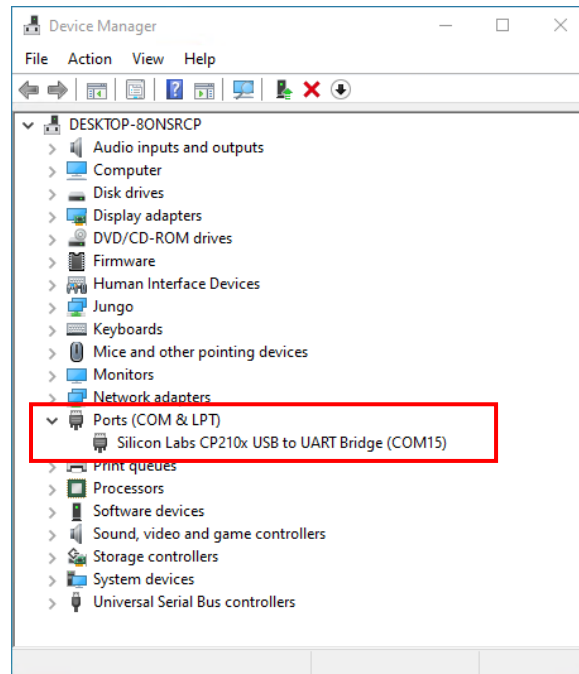 Device Manager
File Action View Help
DESKTOP-8ONSRCP
Audio inputs and outputs
Computer
Disk drives
Display adapters
DVD/CD-ROM drives
Firmware
Human Interface Devices
Jungo
Keyboards
Mice and other pointing devices
Monitors
Network adapters
Ports (COM & LPT)
Silicon Labs CP210x USB to UART Bridge (COM15)
Print queues
Processors
Software devices
Sound, video and game controllers
Storage controllers
System devices
Universal Serial Bus controllers